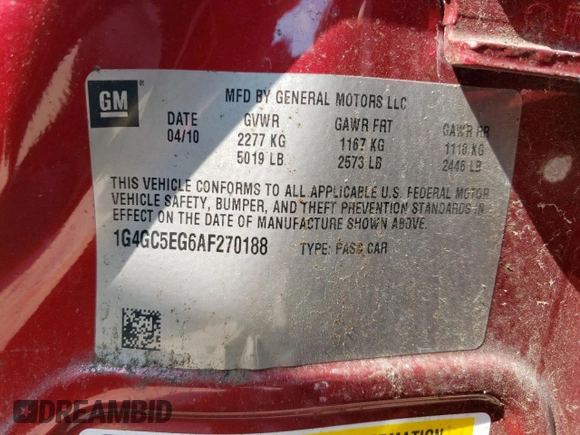 GM
MFD BY GENERAL MOTORS LLC
DATE GVWR GAWR FRT GAWR RR
04/10 2277 KG 1167 KG 1110 KG
5019 LB 2573 LB 2446 LB
THIS VEHICLE CONFORMS TO ALL APPLICABLE U.S. FEDERAL MOTOR
VEHICLE SAFETY, BUMPER, AND THEFT PREVENTION STANDARDS IN
EFFECT ON THE DATE OF MANUFACTURE SHOWN ABOVE.
1G4GC5EG6AF270188 TYPE: PASS CAR
DREAMBID